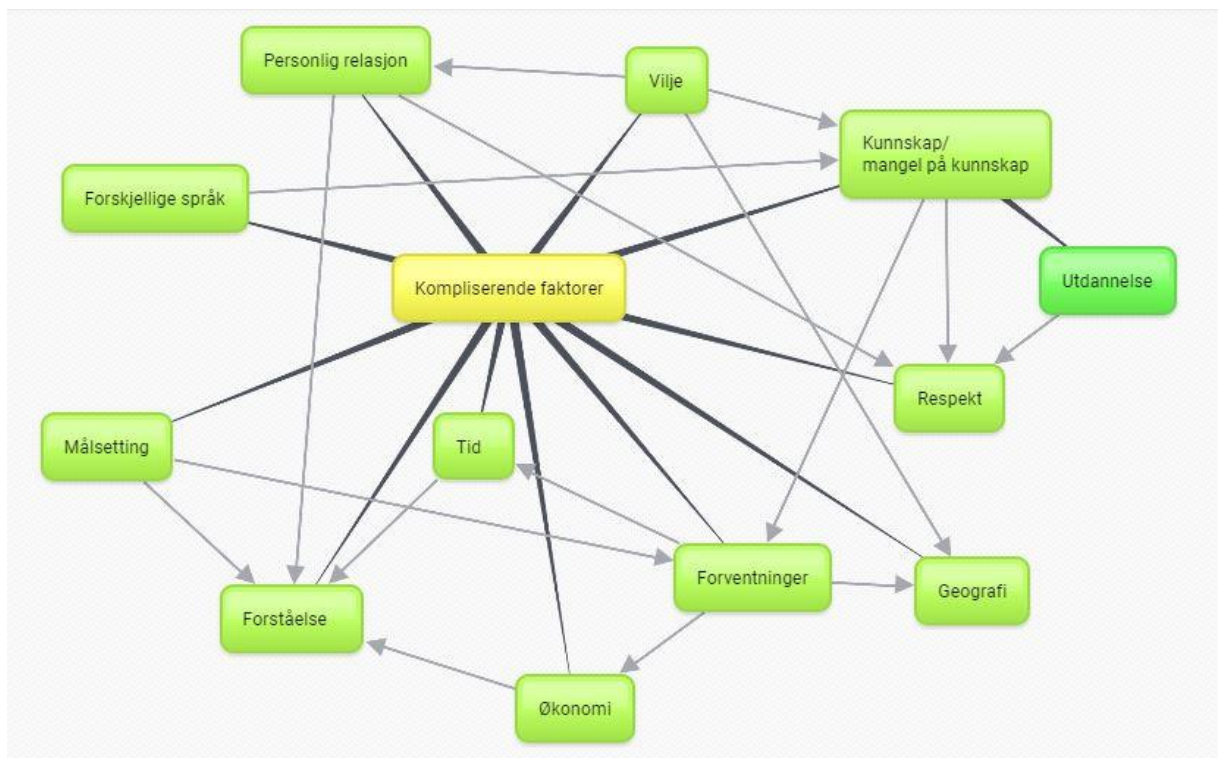 Personlig relasjon
Vilje
Kunnskap/
mangel på kunnskap
Forskjellige språk
Utdannelse
Kompliserende faktorer
Respekt
Målsetting
Tid
Forventninger
Geografi
Forståelse
Økonomi